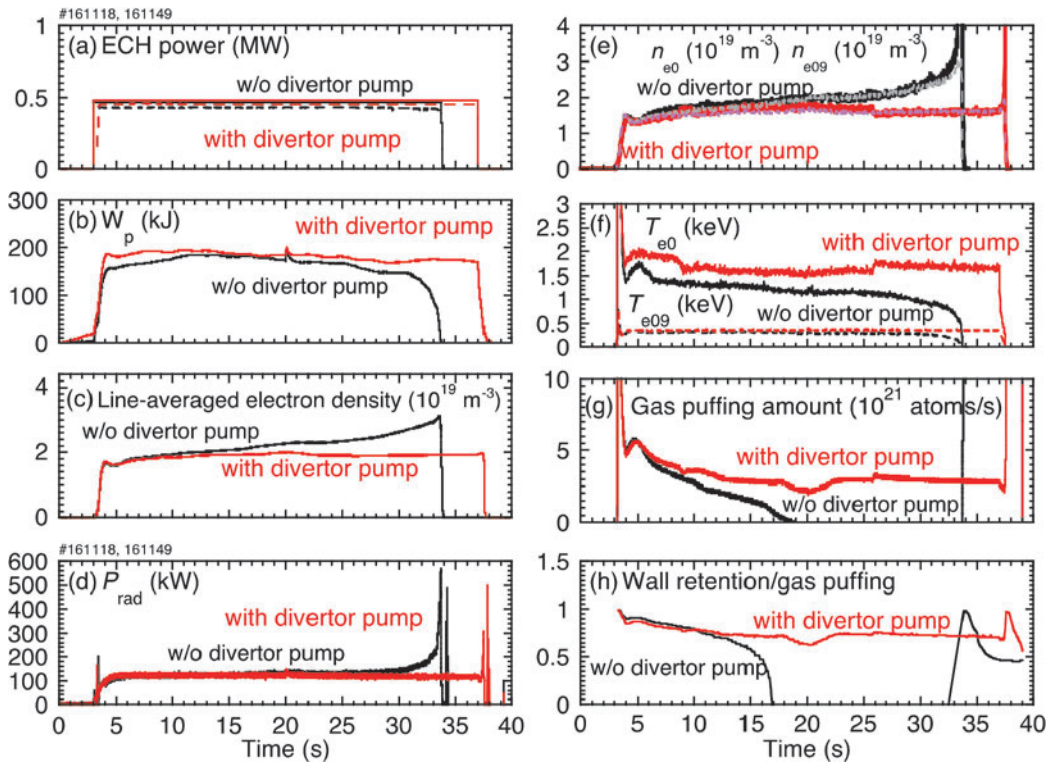 #161118, 161149
(a) ECH power (MW)
w/o divertor pump
with divertor pump
1
0.5
0
(b) W_p (kJ)
with divertor pump
w/o divertor pump
300
200
100
0
(c) Line-averaged electron density (10^19 m^-3)
w/o divertor pump
with divertor pump
4
2
0
#161118, 161149
(d) P_rad (kW)
with divertor pump
w/o divertor pump
600
500
400
300
200
100
0
0 5 10 15 20 25 30 35 40
Time (s)
(e) n_e0 (10^19 m^-3) n_e09 (10^19 m^-3)
w/o divertor pump
with divertor pump
4
3
2
1
0
(f) T_e0 (keV)
with divertor pump
T_e09 (keV)
w/o divertor pump
3
2.5
2
1.5
1
0.5
0
(g) Gas puffing amount (10^21 atoms/s)
with divertor pump
w/o divertor pump
10
5
0
(h) Wall retention/gas puffing
with divertor pump
w/o divertor pump
1.5
1
0.5
0
0 5 10 15 20 25 30 35 40
Time (s)